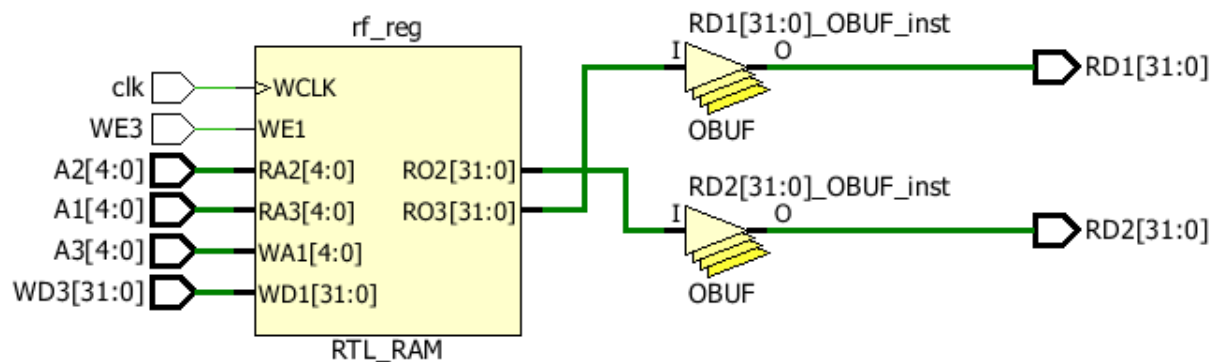 rf_reg
RD1[31:0]_OBUF_inst
clk
WCLK
I
O
RD1[31:0]
WE3
WE1
OBUF
A2[4:0]
RA2[4:0]
RO2[31:0]
A1[4:0]
RA3[4:0]
RO3[31:0]
RD2[31:0]_OBUF_inst
A3[4:0]
WA1[4:0]
I
O
RD2[31:0]
WD3[31:0]
WD1[31:0]
OBUF
RTL_RAM